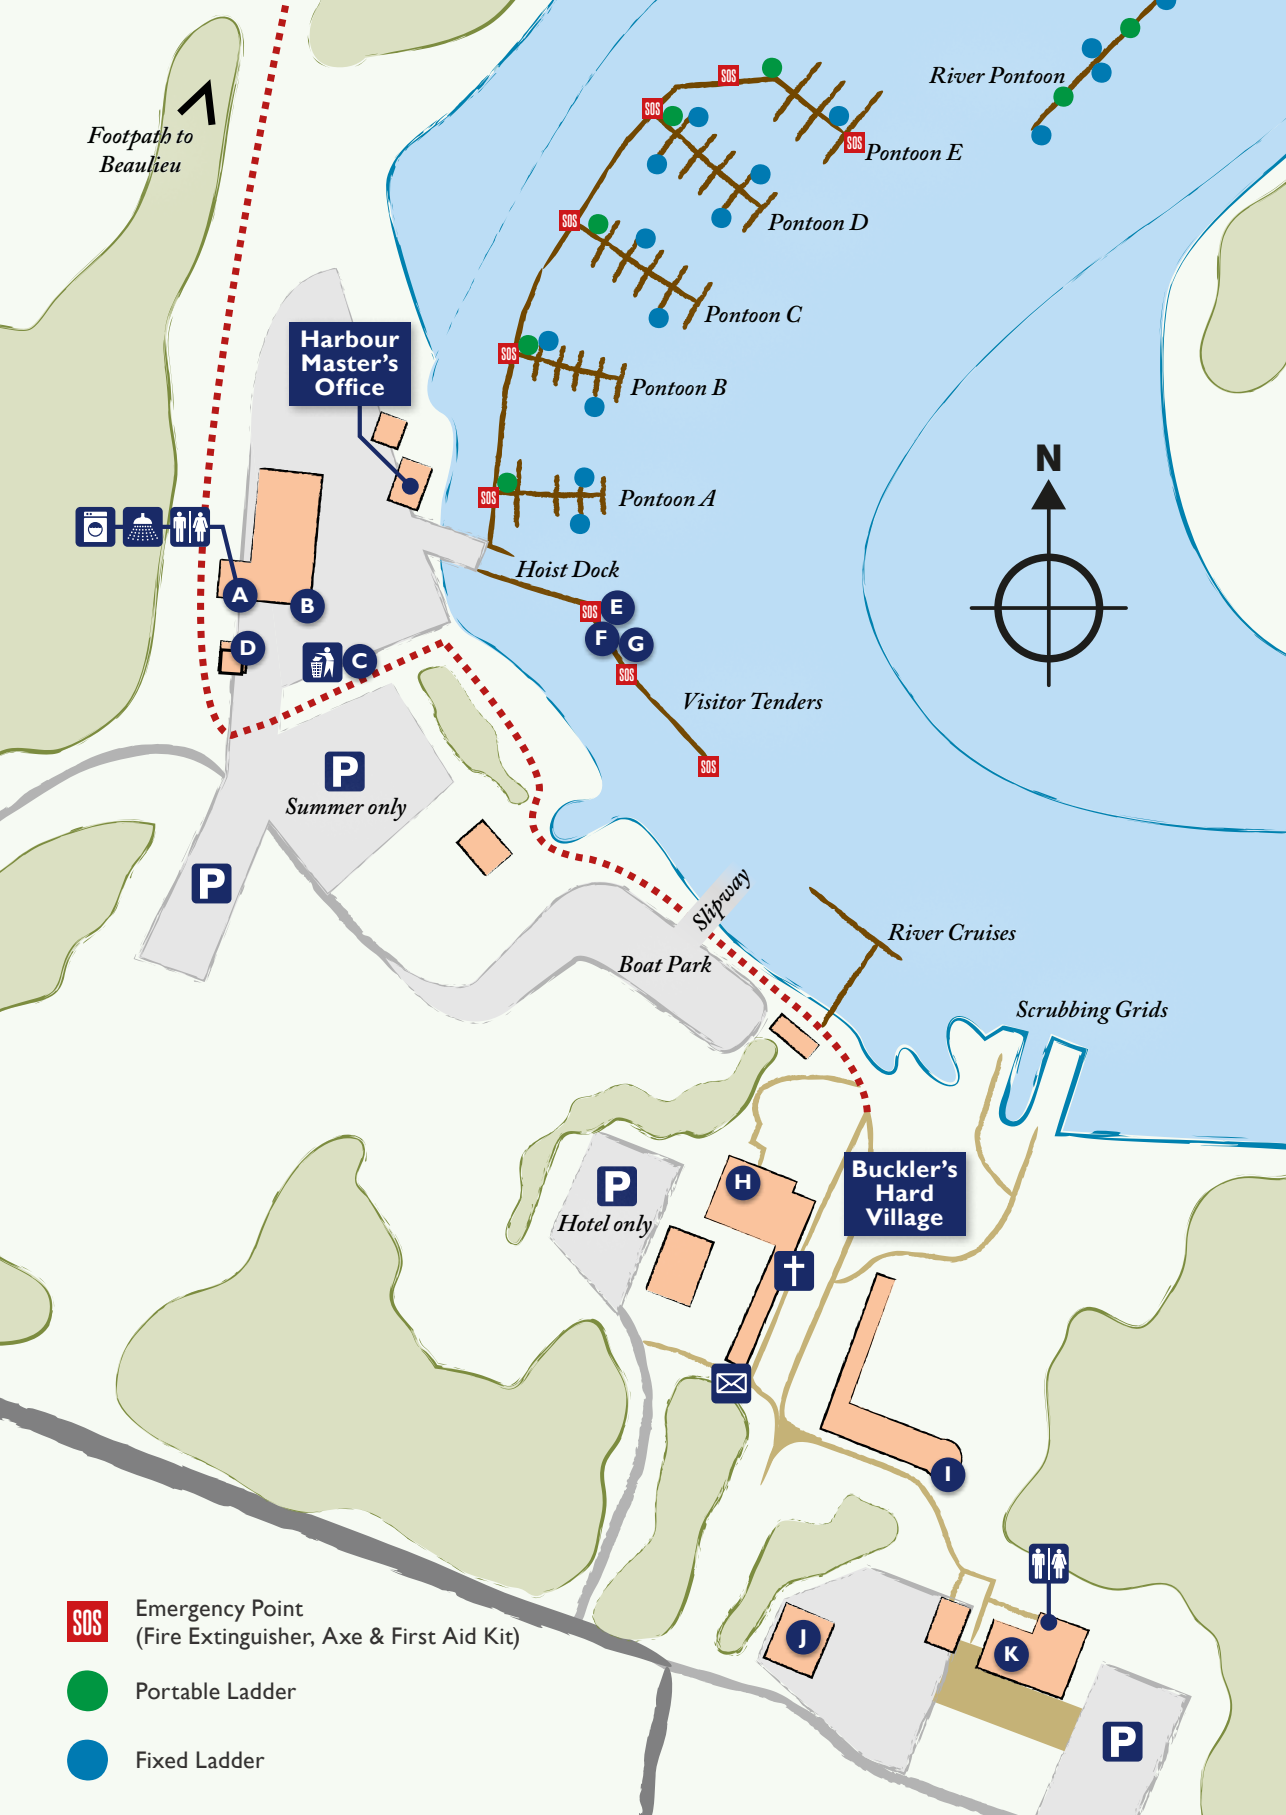 River Pontoon
SOS
SOS
Footpath to
Beaulieu
SOS
Pontoon E
SOS
Pontoon D
Pontoon C
Harbour
Master's
Office
SOS
Pontoon B
N
SOS
Pontoon A
Hoist Dock
A
B
SOS
E
F
G
D
C
SOS
Visitor Tenders
P
SOS
Summer only
P
Slipway
River Cruises
Boat Park
Scrubbing Grids
Buckler's
Hard
Village
P
H
Hotel only
I
J
K
P
SOS
Emergency Point
(Fire Extinguisher, Axe & First Aid Kit)
Portable Ladder
Fixed Ladder